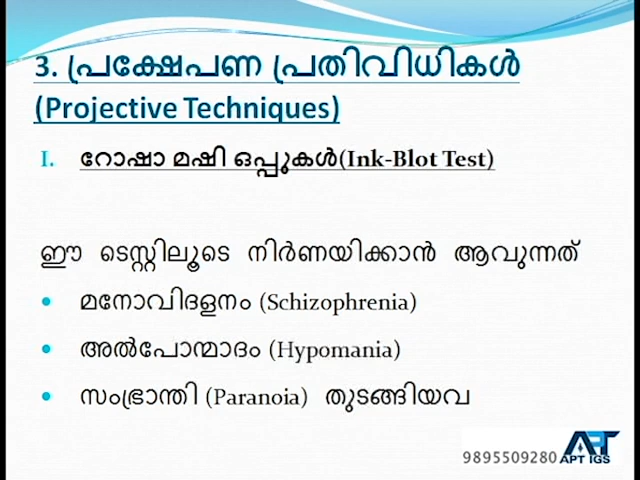 3. പ്രക്ഷേപണ പ്രതിവിധികൾ
(Projective Techniques)
I. റോഷാ മഷി ഒപ്പുകൾ(Ink-Blot Test)
ഈ ടെസ്റ്റിലൂടെ നിർണയിക്കാൻ ആവുന്നത്
• മനോവിദളനം (Schizophrenia)
• അൽപോന്മാദം (Hypomania)
• സംഭ്രാന്തി (Paranoia) തുടങ്ങിയവ
9895509280
APT
APT IGS